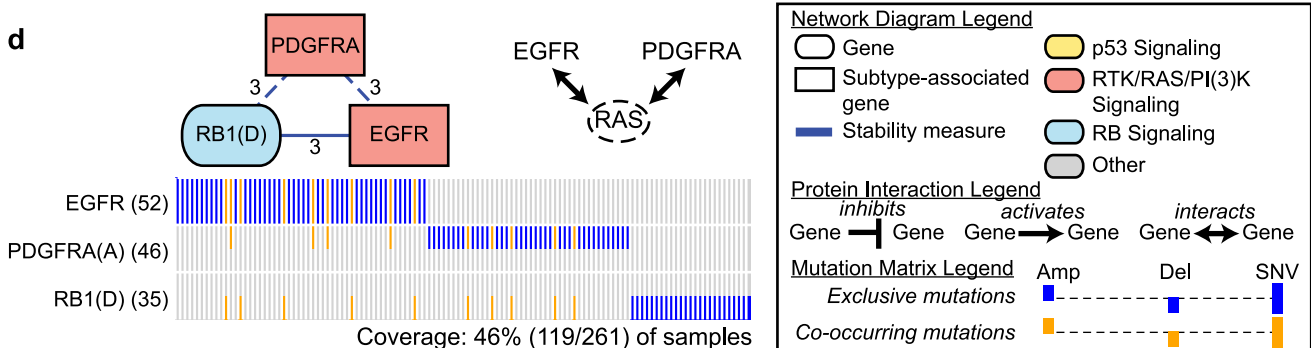 d
PDGFRA
3
3
RB1(D)
EGFR
3
EGFR
PDGFRA
RAS
EGFR (52)
PDGFRA(A) (46)
RB1(D) (35)
Coverage: 46% (119/261) of samples
Network Diagram Legend
Gene
Subtype-associated
gene
Stability measure
p53 Signaling
RTK/RAS/PI(3)K
Signaling
RB Signaling
Other
Protein Interaction Legend
inhibits
Gene Gene
activates
Gene Gene
interacts
Gene Gene
Mutation Matrix Legend
Amp Del SNV
Exclusive mutations
Co-occurring mutations